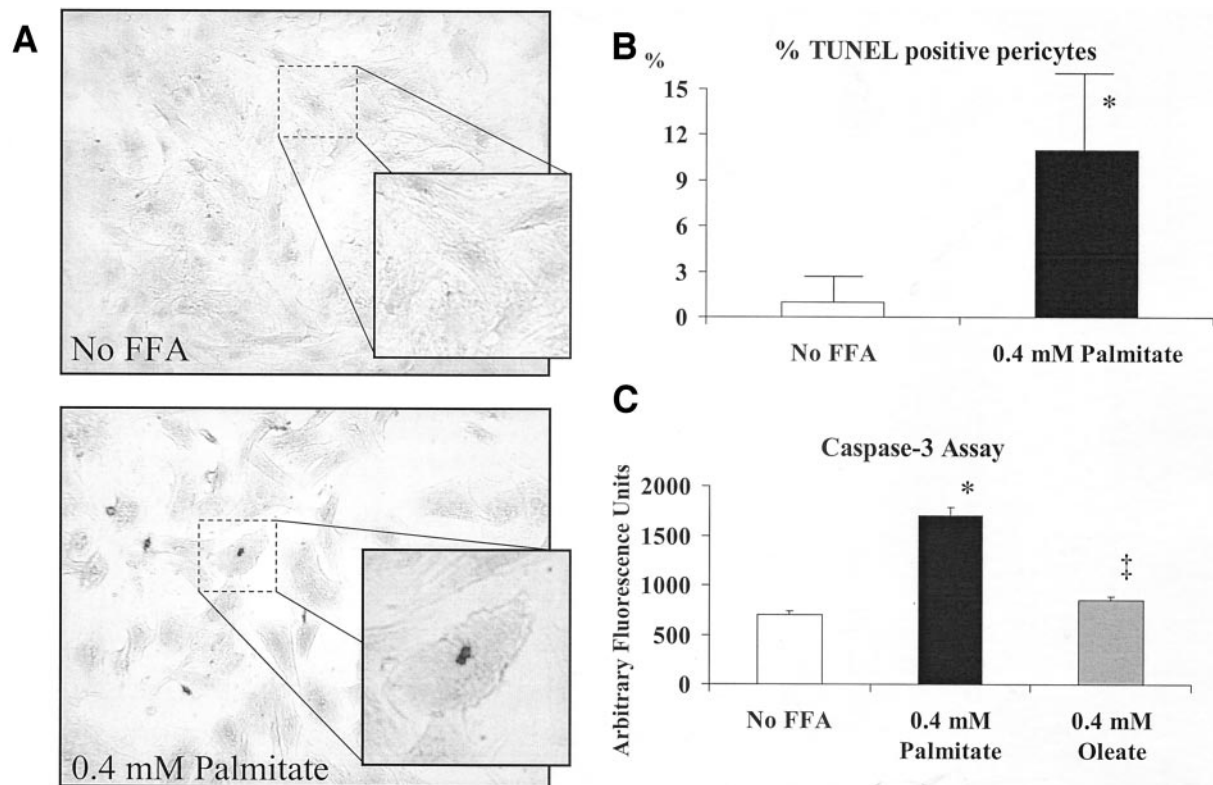 A
No FFA
0.4 mM Palmitate
B
%
% TUNEL positive pericytes
15
12
9
6
3
0
*
No FFA
0.4 mM Palmitate
C
Caspase-3 Assay
Arbitrary Fluorescence Units
2000
1500
1000
500
0
*
‡
No FFA
0.4 mM
Palmitate
0.4 mM
Oleate